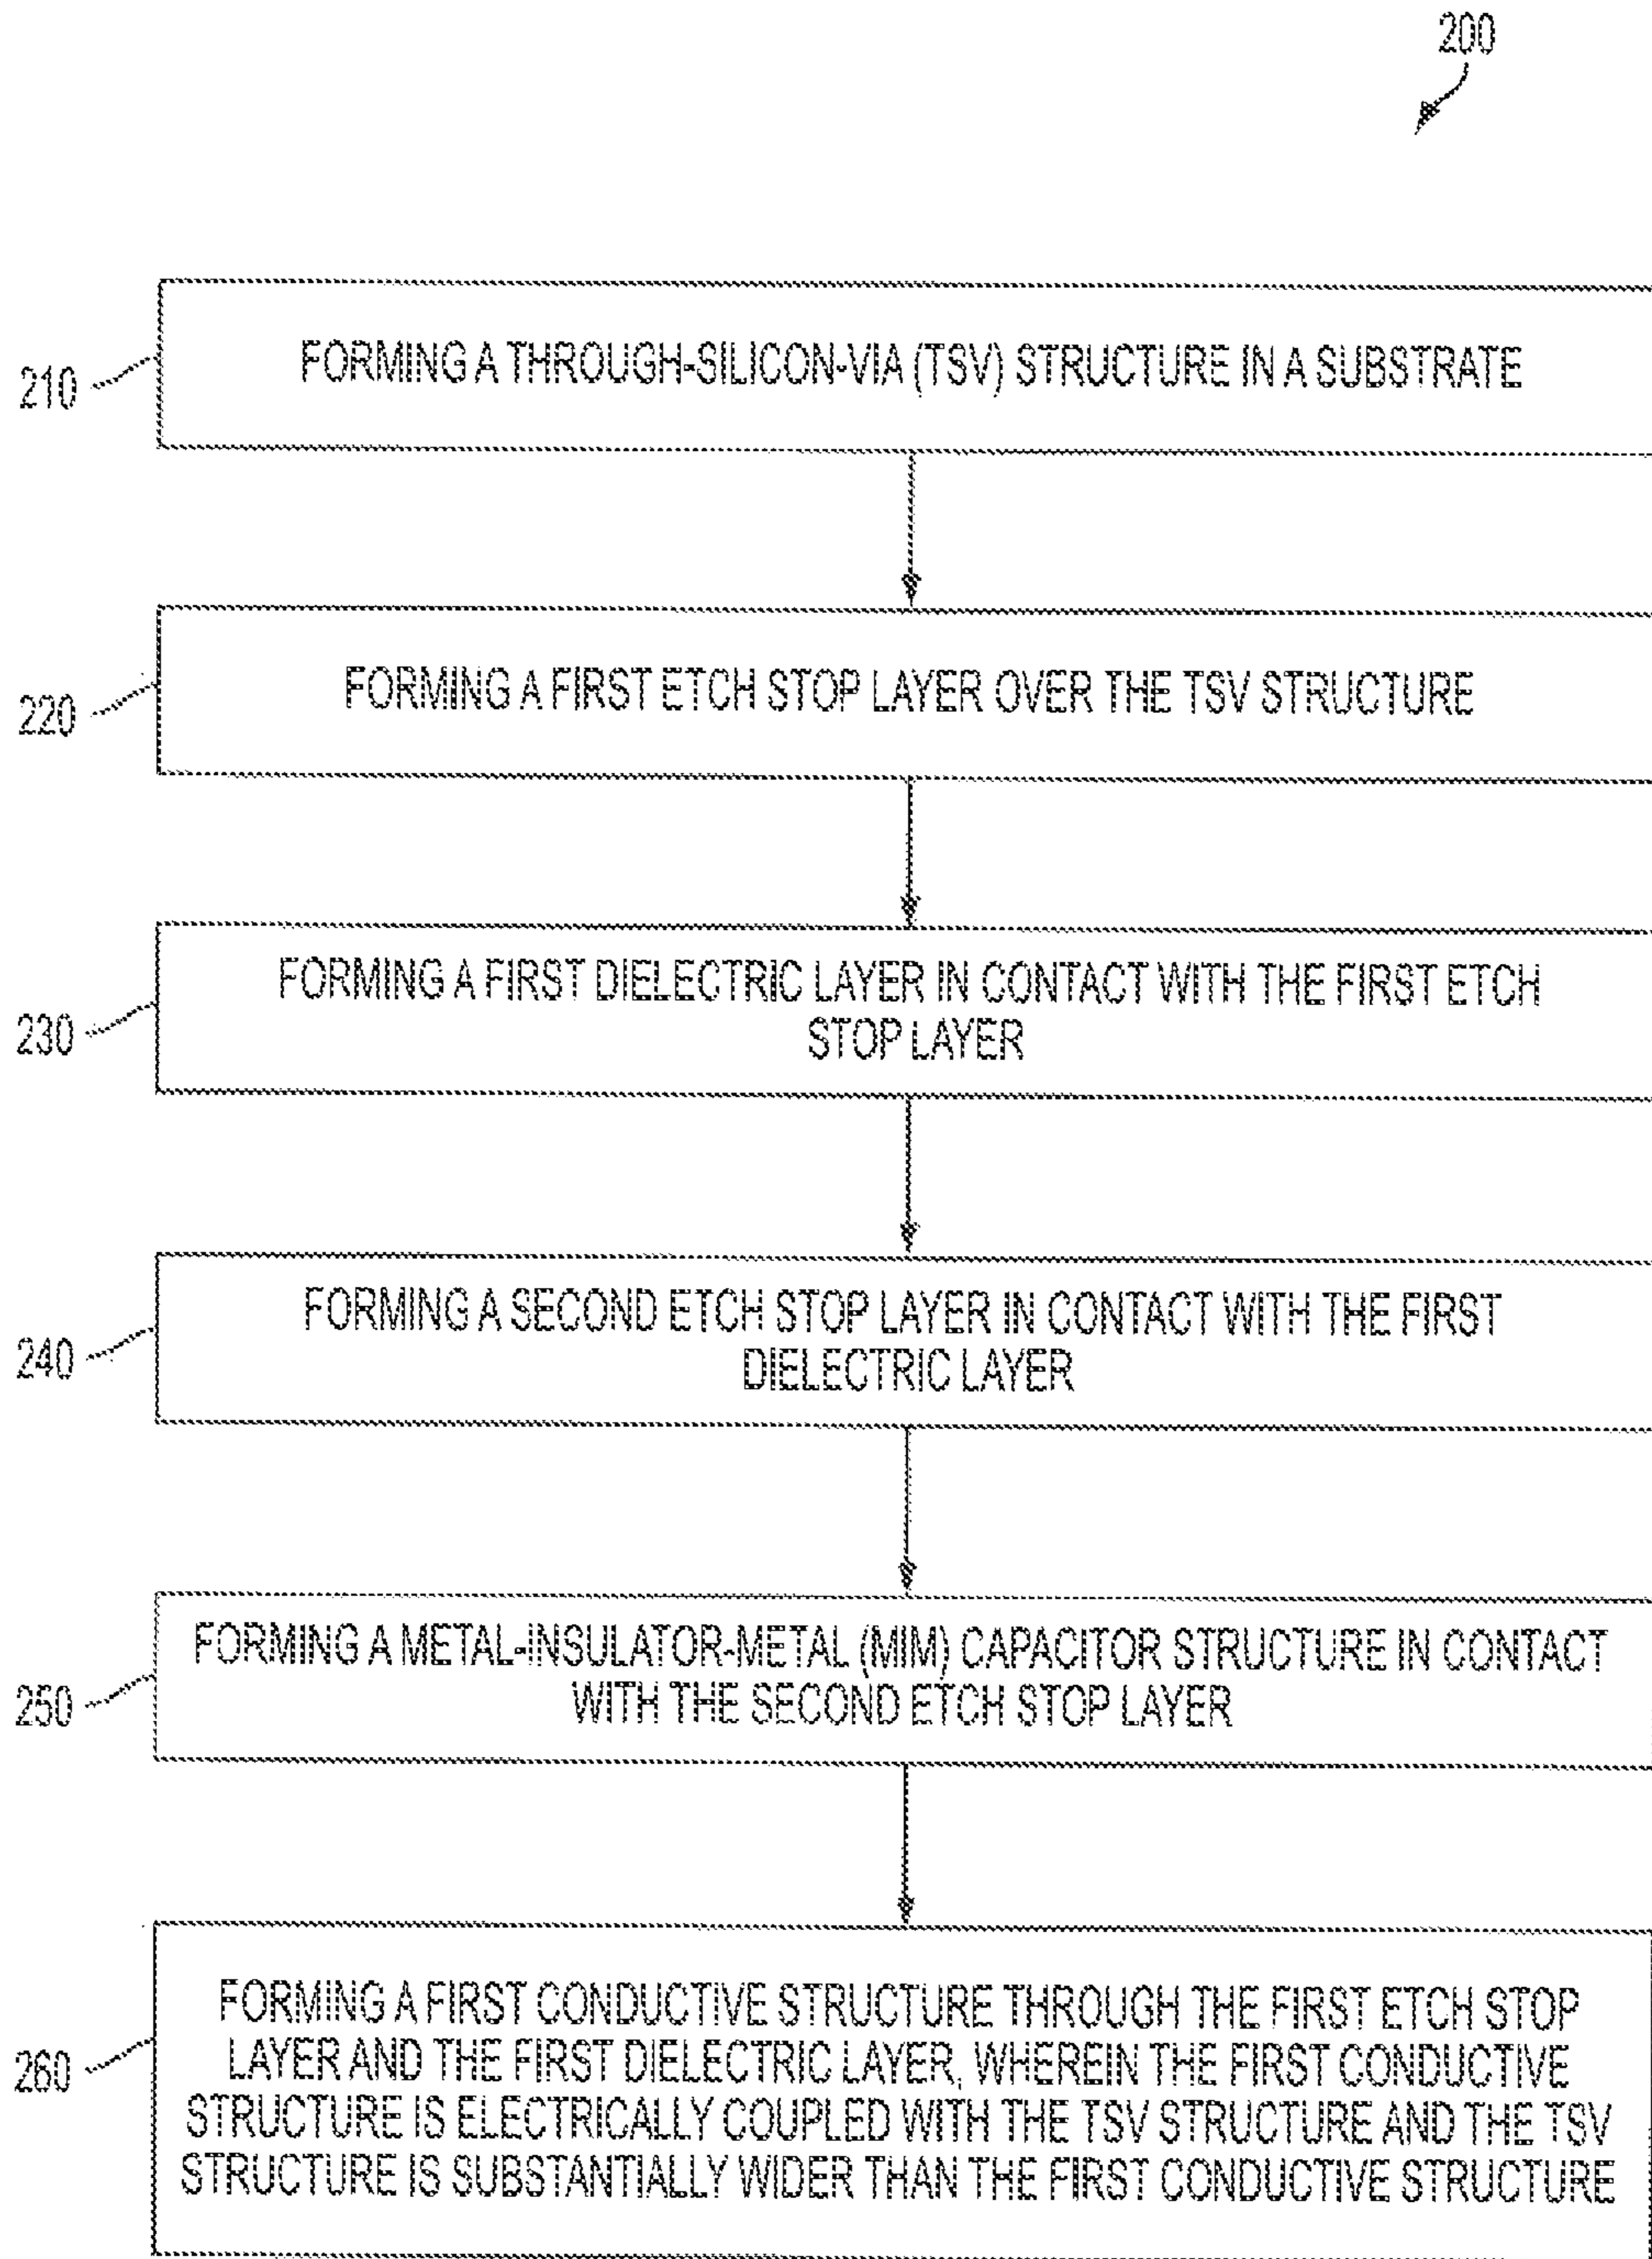 200
210
FORMING A THROUGH-SILICON-VIA (TSV) STRUCTURE IN A SUBSTRATE
220
FORMING A FIRST ETCH STOP LAYER OVER THE TSV STRUCTURE
230
FORMING A FIRST DIELECTRIC LAYER IN CONTACT WITH THE FIRST ETCH
STOP LAYER
240
FORMING A SECOND ETCH STOP LAYER IN CONTACT WITH THE FIRST
DIELECTRIC LAYER
250
FORMING A METAL-INSULATOR-METAL (MIM) CAPACITOR STRUCTURE IN CONTACT
WITH THE SECOND ETCH STOP LAYER
260
FORMING A FIRST CONDUCTIVE STRUCTURE THROUGH THE FIRST ETCH STOP
LAYER AND THE FIRST DIELECTRIC LAYER, WHEREIN THE FIRST CONDUCTIVE
STRUCTURE IS ELECTRICALLY COUPLED WITH THE TSV STRUCTURE AND THE TSV
STRUCTURE IS SUBSTANTIALLY WIDER THAN THE FIRST CONDUCTIVE STRUCTURE